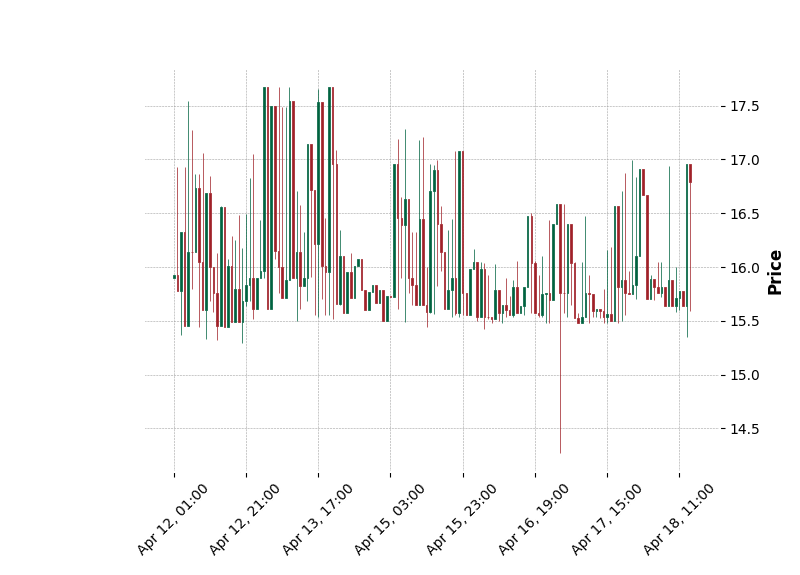 17.5
17.0
16.5
16.0
15.5
15.0
14.5
Price
Apr 12, 01:00
Apr 12, 21:00
Apr 13, 17:00
Apr 15, 03:00
Apr 15, 23:00
Apr 16, 19:00
Apr 17, 15:00
Apr 18, 11:00